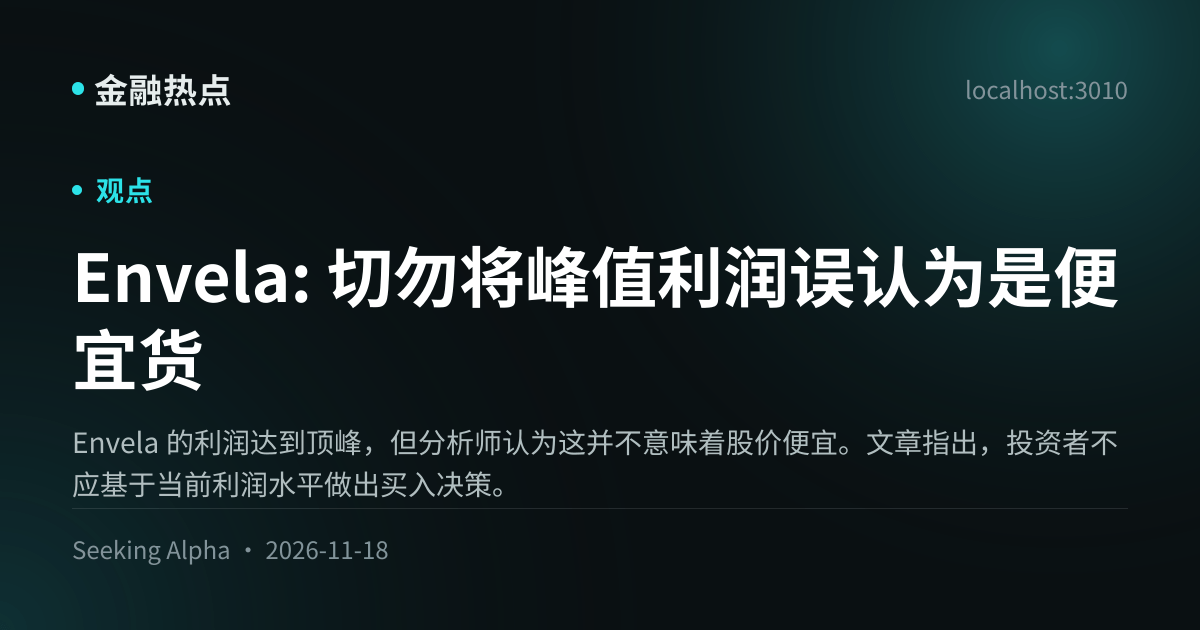 金融热点
localhost:3010
观点
Envela: 切勿将峰值利润误认为是便
宜货
Envela 的利润达到顶峰，但分析师认为这并不意味着股价便宜。文章指出，投资者不
应基于当前利润水平做出买入决策。
Seeking Alpha · 2026-11-18